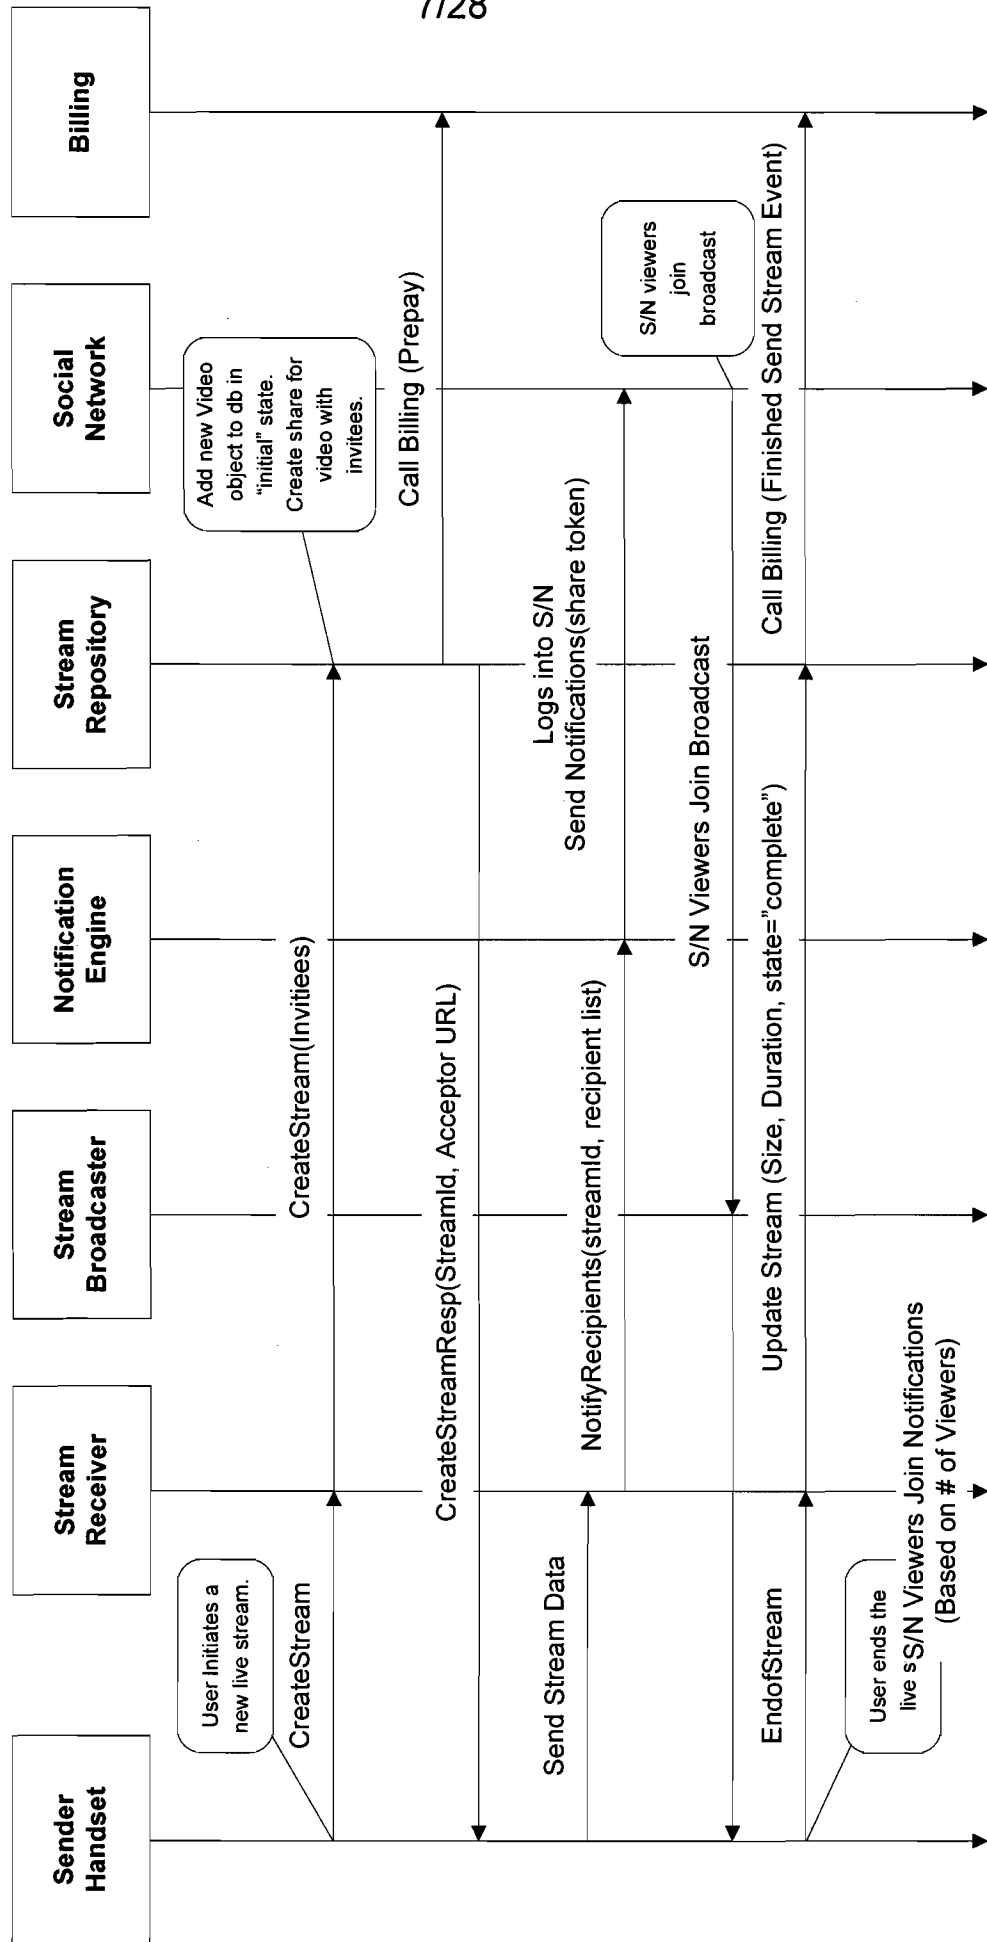 7/28
Sender
Handset
Stream
Receiver
Stream
Broadcaster
Notification
Engine
Stream
Repository
Social
Network
Billing
User Initiates a
new live stream.
CreateStream
CreateStream(Invitiees)
Add new Video
object to db in
“initial” state.
Create share for
video with
invitees.
Call Billing (Prepay)
CreateStreamResp(StreamId, Acceptor URL)
Send Stream Data
NotifyRecipients(streamId, recipient list)
Logs into S/N
Send Notifications(share token)
S/N viewers
join
broadcast
S/N Viewers Join Broadcast
EndofStream
Update Stream (Size, Duration, state=”complete”)
Call Billing (Finished Send Stream Event)
User ends the
live s
S/N Viewers Join Notifications
(Based on # of Viewers)